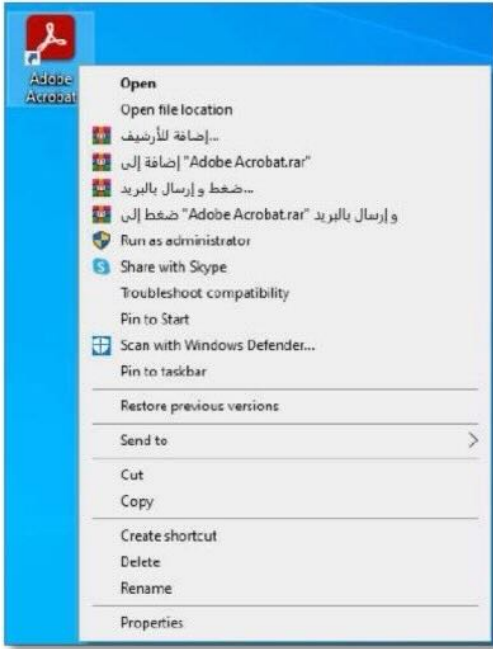 Adobe
Acrobat
Open
Open file location
إضافة للأرشيف...
إضافة إلى "Adobe Acrobat.rar"
ضغط و إرسال بالبريد...
ضغط إلى "Adobe Acrobat.rar" و إرسال بالبريد
Run as administrator
Share with Skype
Troubleshoot compatibility
Pin to Start
Scan with Windows Defender...
Pin to taskbar
Restore previous versions
Send to
Cut
Copy
Create shortcut
Delete
Rename
Properties